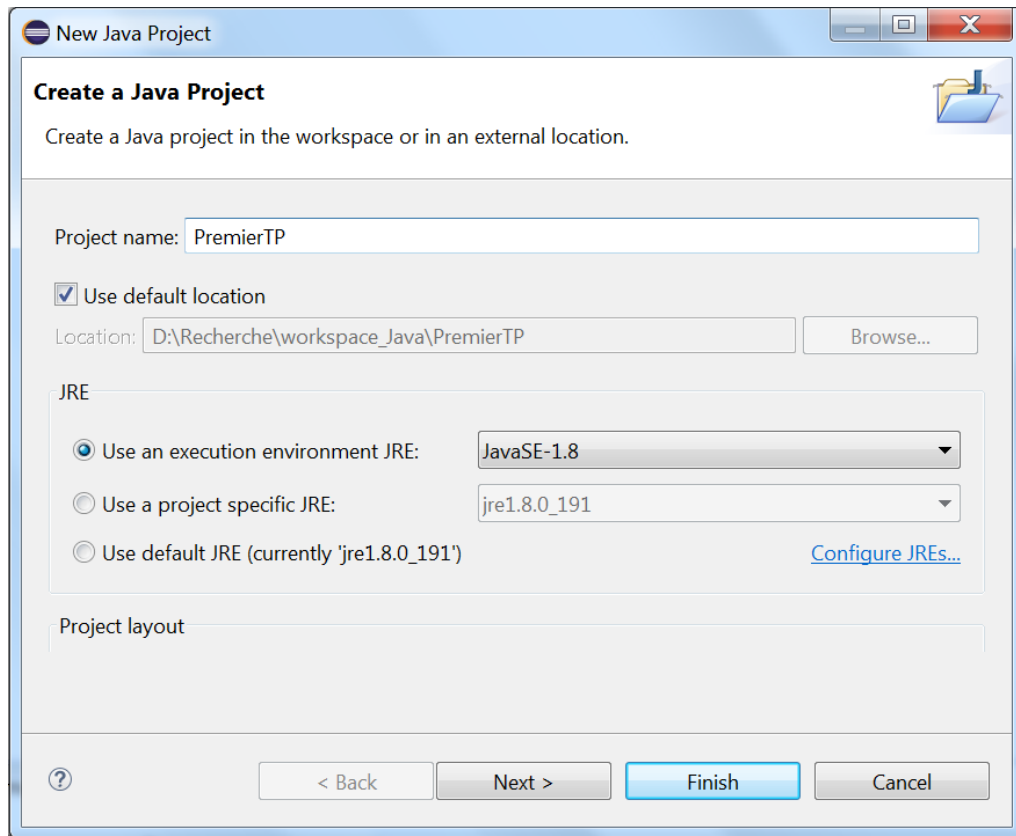 New Java Project
Create a Java Project
Create a Java project in the workspace or in an external location.
Project name: PremierTP
Use default location
Location: D:\Recherche\workspace_Java\PremierTP Browse...
JRE
Use an execution environment JRE: JavaSE-1.8
Use a project specific JRE: jre1.8.0_191
Use default JRE (currently 'jre1.8.0_191') Configure JREs...
Project layout
? < Back Next > Finish Cancel